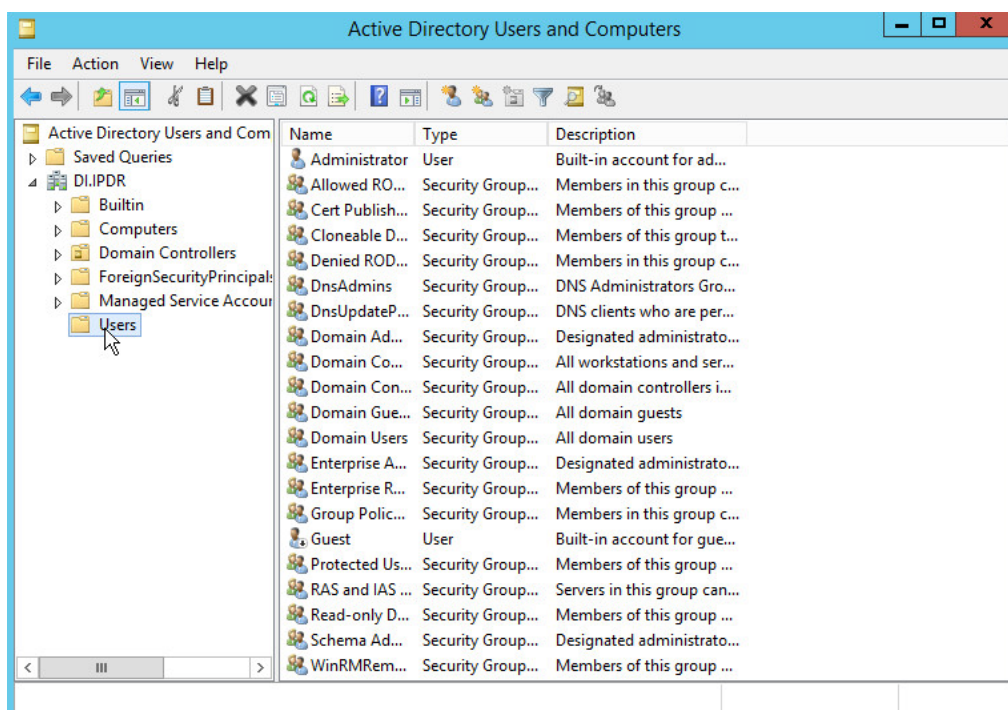 Active Directory Users and Computers
File Action View Help
Active Directory Users and Com
Saved Queries
DI.IPDR
Builtin
Computers
Domain Controllers
ForeignSecurityPrincipals
Managed Service Accour
Users
Name Type Description
Administrator User Built-in account for ad...
Allowed RO... Security Group... Members in this group c...
Cert Publish... Security Group... Members of this group ...
Cloneable D... Security Group... Members of this group t...
Denied ROD... Security Group... Members in this group c...
DnsAdmins Security Group... DNS Administrators Gro...
DnsUpdateP... Security Group... DNS clients who are per...
Domain Ad... Security Group... Designated administrato...
Domain Co... Security Group... All workstations and ser...
Domain Con... Security Group... All domain controllers i...
Domain Gue... Security Group... All domain guests
Domain Users Security Group... All domain users
Enterprise A... Security Group... Designated administrato...
Enterprise R... Security Group... Members of this group ...
Group Polic... Security Group... Members in this group c...
Guest User Built-in account for gue...
Protected Us... Security Group... Members of this group ...
RAS and IAS ... Security Group... Servers in this group can...
Read-only D... Security Group... Members of this group ...
Schema Ad... Security Group... Designated administrato...
WinRMRem... Security Group... Members of this group ...